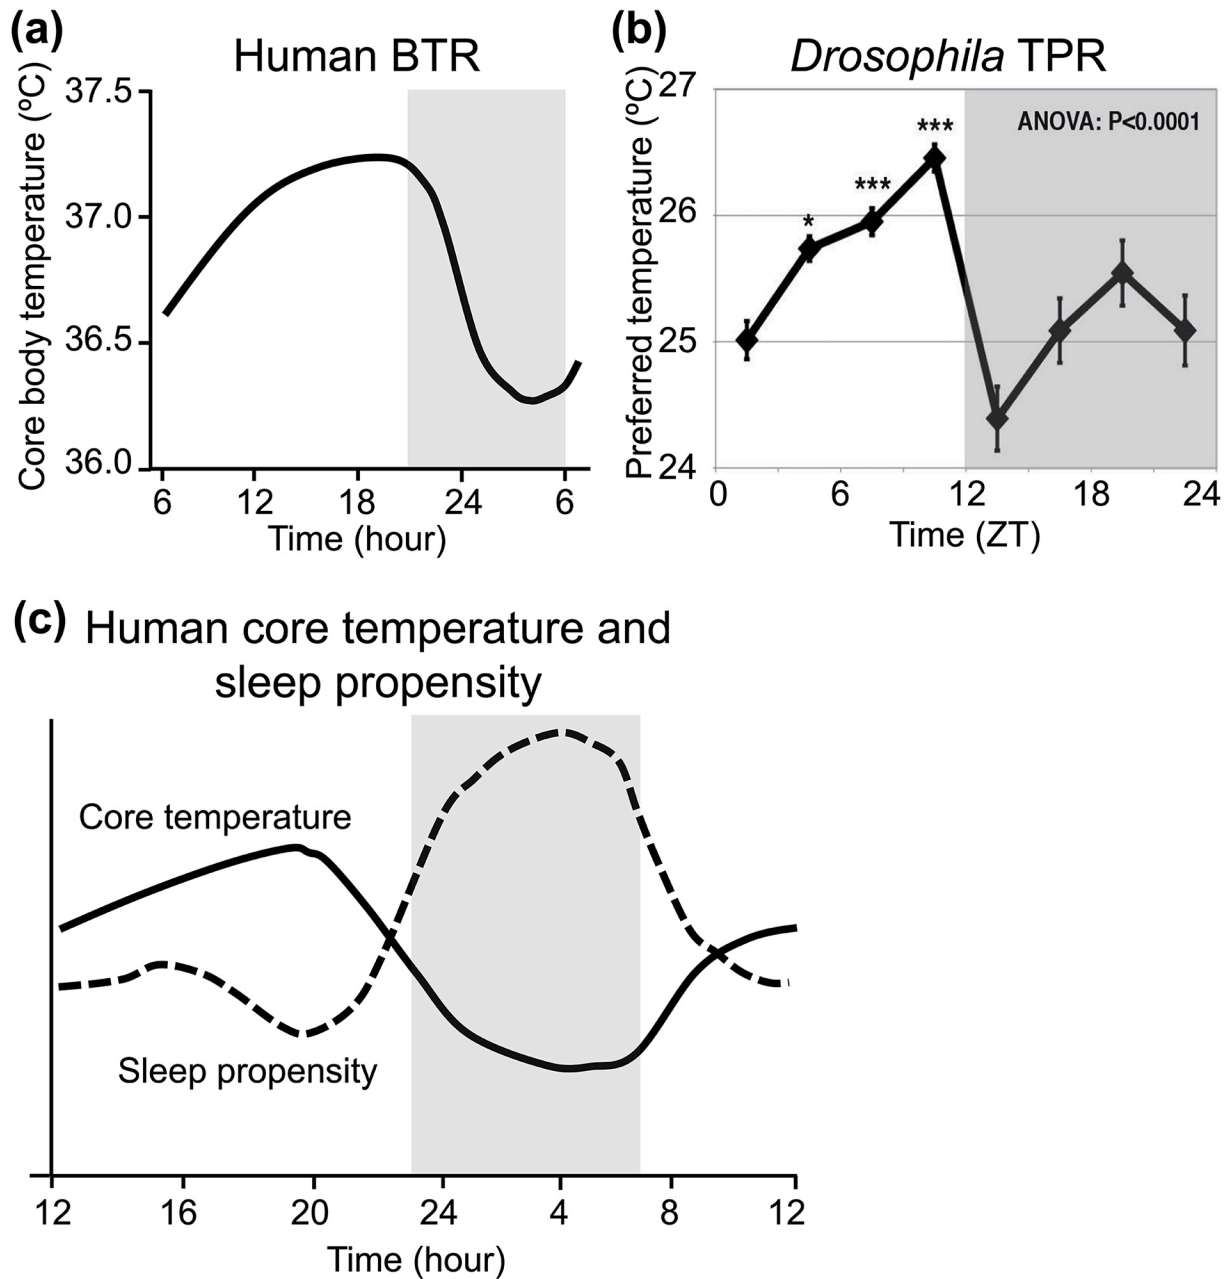 (a)
Human BTR
Core body temperature (ºC)
37.5
37.0
36.5
36.0
6 12 18 24 6
Time (hour)
(b)
Drosophila TPR
Preferred temperature (ºC)
27
26
25
24
ANOVA: P<0.0001
*
***
***
0 6 12 18 24
Time (ZT)
(c)
Human core temperature and
sleep propensity
Core temperature
Sleep propensity
12 16 20 24 4 8 12
Time (hour)